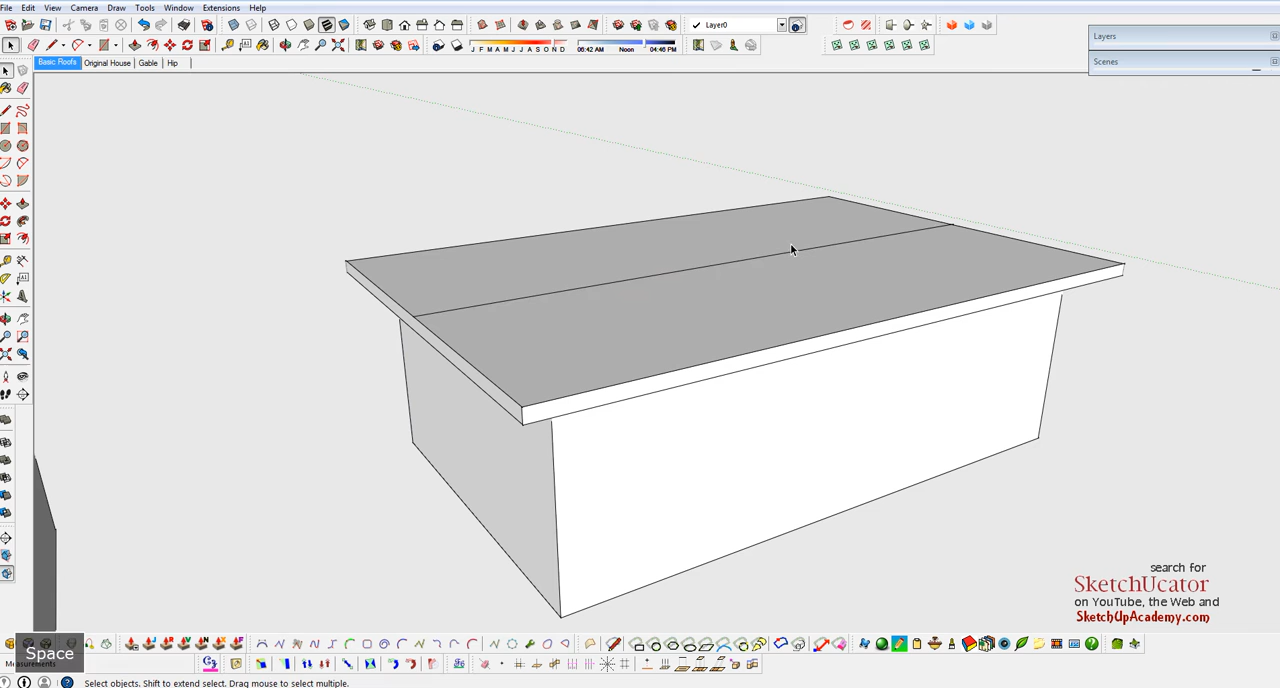 File Edit View Camera Draw Tools Window Extensions Help
Layer0
J F M A M J J A S O N D 06:42 AM Noon 04:46 PM
Layers
Scenes
Basic Roofs Original House Gable Hip
search for
SketchUcator
on YouTube, the Web and
SketchUpAcademy.com
Space
Measurements
Select objects. Shift to extend select. Drag mouse to select multiple.